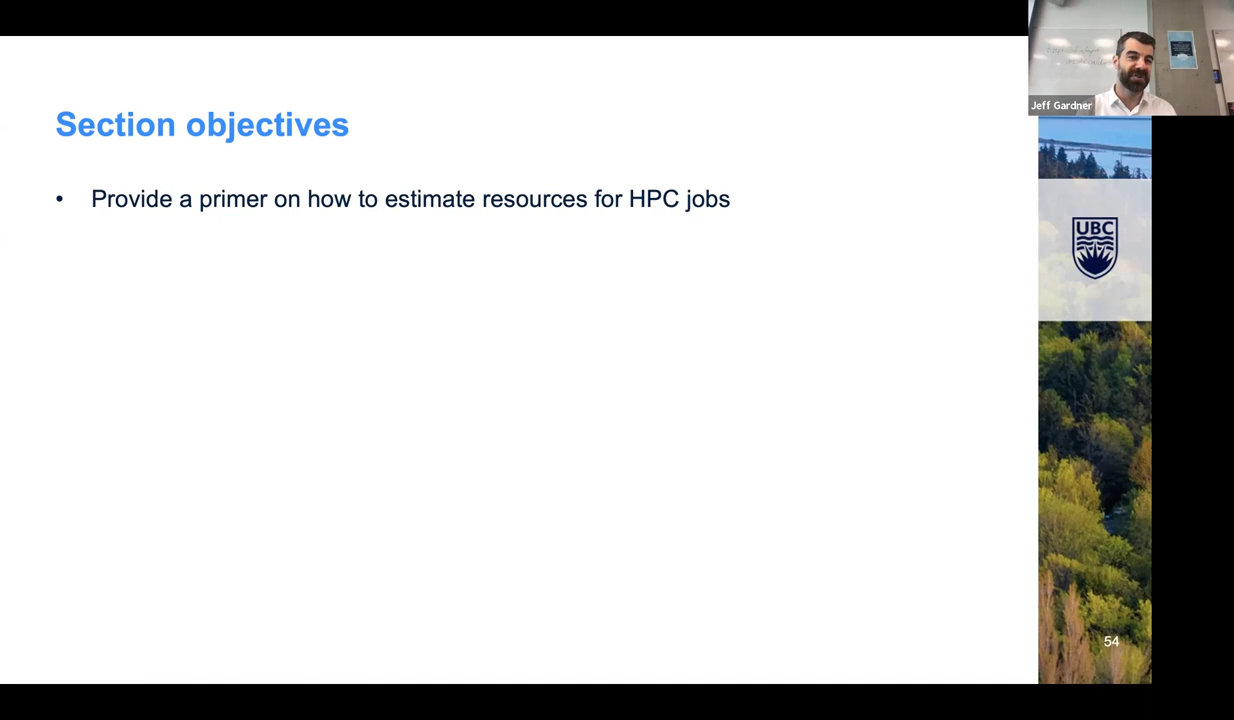 Section objectives
• Provide a primer on how to estimate resources for HPC jobs
Jeff Gardner
UBC
54